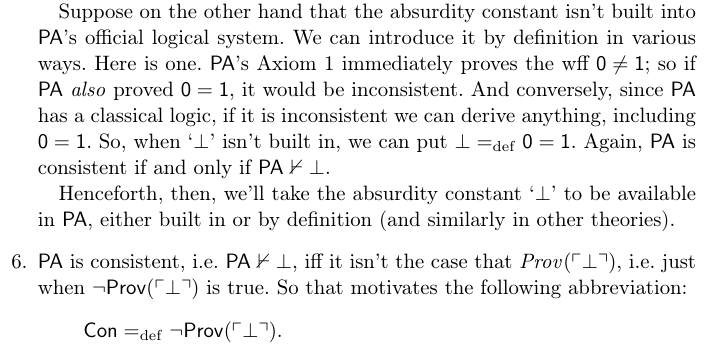 Suppose on the other hand that the absurdity constant isn't built into
PA's official logical system. We can introduce it by definition in various
ways. Here is one. PA's Axiom 1 immediately proves the wff 0 ≠ 1; so if
PA also proved 0 = 1, it would be inconsistent. And conversely, since PA
has a classical logic, if it is inconsistent we can derive anything, including
0 = 1. So, when ‘⊥’ isn't built in, we can put ⊥ =def 0 = 1. Again, PA is
consistent if and only if PA ⊬ ⊥.
Henceforth, then, we'll take the absurdity constant ‘⊥’ to be available
in PA, either built in or by definition (and similarly in other theories).
6. PA is consistent, i.e. PA ⊬ ⊥, iff it isn't the case that Prov(⌜⊥⌝), i.e. just
when ¬Prov(⌜⊥⌝) is true. So that motivates the following abbreviation:
Con =def ¬Prov(⌜⊥⌝).